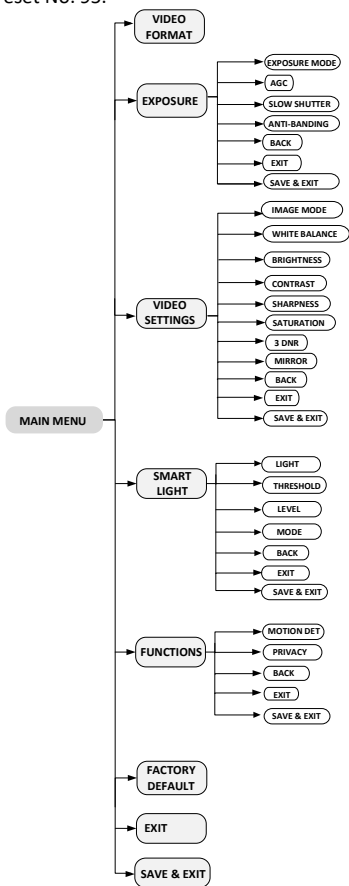 eset No. 95.
VIDEO
FORMAT
EXPOSURE
EXPOSURE MODE
AGC
SLOW SHUTTER
ANTI-BANDING
BACK
EXIT
SAVE & EXIT
VIDEO
SETTINGS
IMAGE MODE
WHITE BALANCE
BRIGHTNESS
CONTRAST
SHARPNESS
SATURATION
3 DNR
MIRROR
BACK
EXIT
SAVE & EXIT
MAIN MENU
SMART
LIGHT
LIGHT
THRESHOLD
LEVEL
MODE
BACK
EXIT
SAVE & EXIT
FUNCTIONS
MOTION DET
PRIVACY
BACK
EXIT
SAVE & EXIT
FACTORY
DEFAULT
EXIT
SAVE & EXIT